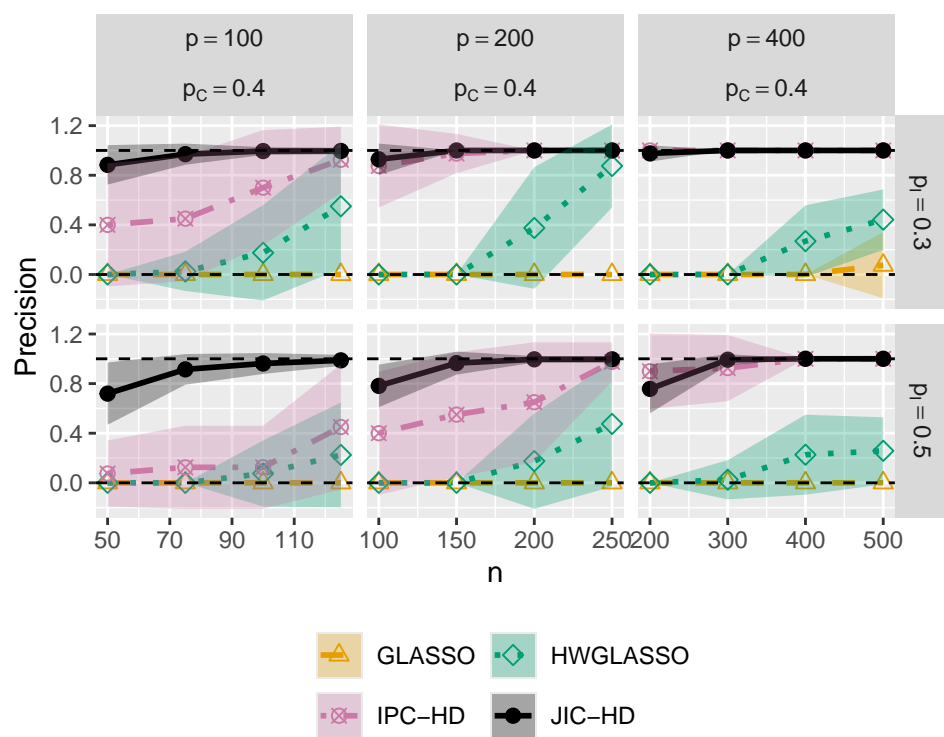 p = 100
p = 200
p = 400
p_C = 0.4
p_C = 0.4
p_C = 0.4
1.2
0.8
0.4
0.0
p_I = 0.3
Precision
1.2
0.8
0.4
0.0
p_I = 0.5
50 70 90 110
100 150 200 250
200 300 400 500
n
GLASSO
HWGLASSO
IPC−HD
JIC−HD